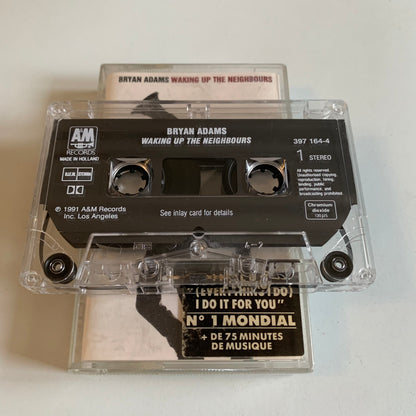 BRYAN ADAMS WAKING UP THE NEIGHBOURS
A&M
RECORDS
MADE IN HOLLAND
BRYAN ADAMS
WAKING UP THE NEIGHBOURS
397 164-4
1 STEREO
B.I.E.M. STEMRA
All rights reserved.
Unauthorised copying,
reproduction, hiring,
lending, public
performance, and
broadcasting prohibited.
℗ 1991 A&M Records
Inc. Los Angeles
See inlay card for details
Chromium
dioxide
120 µS
I DO IT FOR YOU"
N° 1 MONDIAL
+ DE 75 MINUTES
DE MUSIQUE